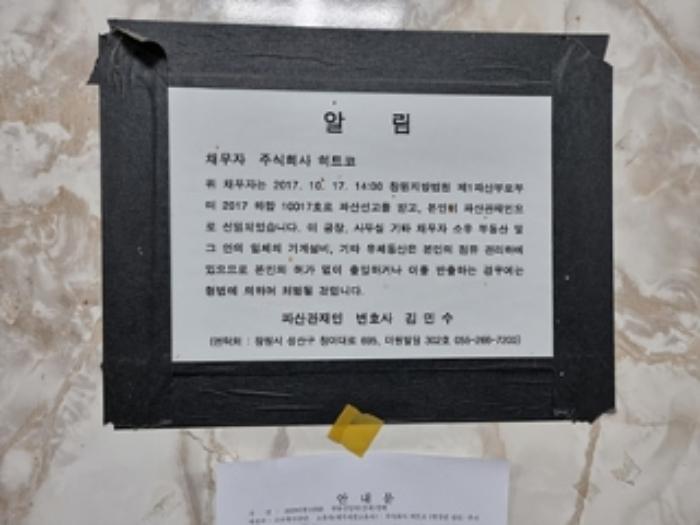 알 림
채무자 주식회사 히트코
위 채무자는 2017. 10. 17. 14:00 창원지방법원 제1파산부로부
터 2017 하합 10017호로 파산선고를 받고, 본인이 파산관재인으
로 선임되었습니다. 이 공장, 사무실 기타 채무자 소유 부동산 및
그 안의 일체의 기계설비, 기타 유체동산은 본인의 점유 관리하에
있으므로 본인의 허가 없이 출입하거나 이를 반출하는 경우에는
형법에 의하여 처벌될 것입니다.
파산관재인 변호사 김 민 수
(연락처 : 창원시 성산구 창이대로 695, 미원빌딩 302호 055-266-7202)
안 내 문